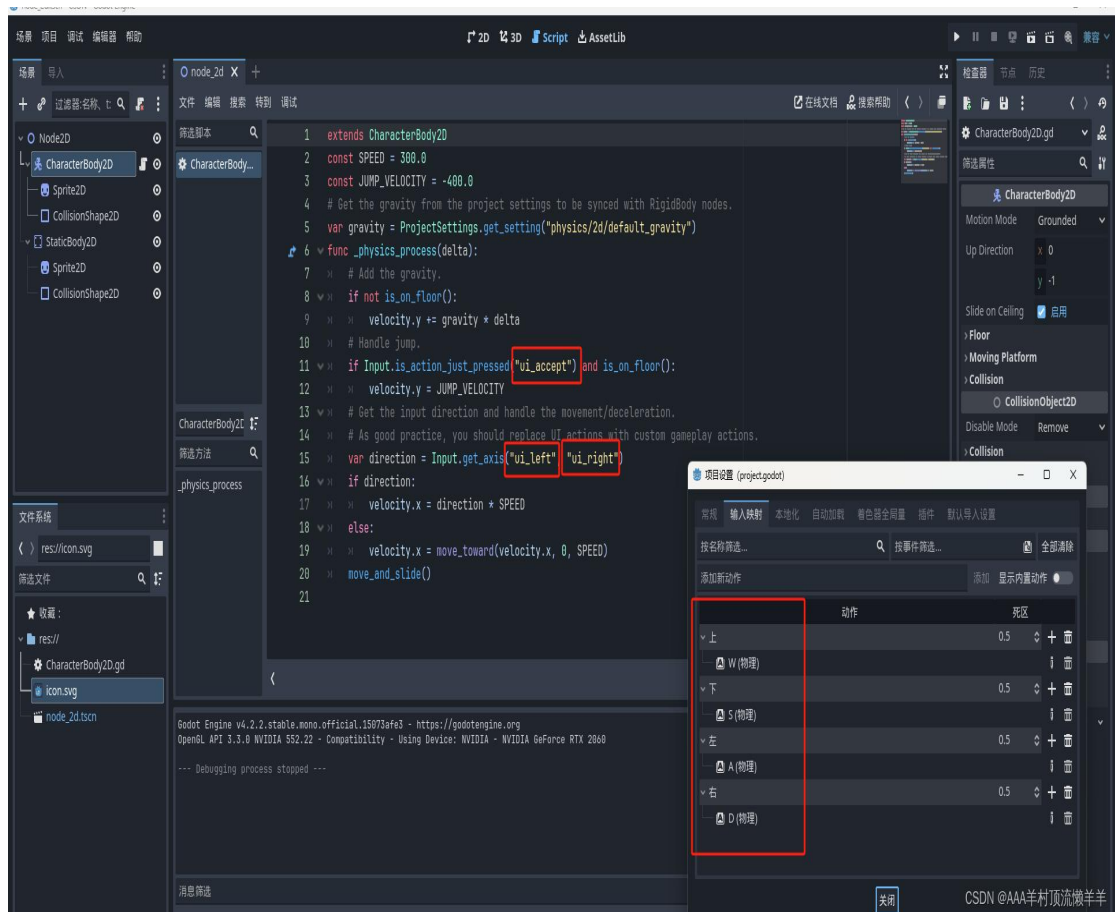 场景 项目 调试 编辑器 帮助
2D 3D Script AssetLib
兼容
场景 导入
过滤器:名称、t:
Node2D
CharacterBody2D
Sprite2D
CollisionShape2D
StaticBody2D
Sprite2D
CollisionShape2D
文件系统
res://icon.svg
筛选文件
收藏:
res://
CharacterBody2D.gd
icon.svg
node_2d.tscn
node_2d X +
文件 编辑 搜索 转到 调试
在线文档 搜索帮助
筛选脚本
CharacterBody...
CharacterBody2D
筛选方法
_physics_process
1 extends CharacterBody2D
2 const SPEED = 300.0
3 const JUMP_VELOCITY = -400.0
4 # Get the gravity from the project settings to be synced with RigidBody nodes.
5 var gravity = ProjectSettings.get_setting("physics/2d/default_gravity")
6 func _physics_process(delta):
7 # Add the gravity.
8 if not is_on_floor():
9 velocity.y += gravity * delta
10 # Handle jump.
11 if Input.is_action_just_pressed("ui_accept") and is_on_floor():
12 velocity.y = JUMP_VELOCITY
13 # Get the input direction and handle the movement/deceleration.
14 # As good practice, you should replace UI actions with custom gameplay actions.
15 var direction = Input.get_axis("ui_left" "ui_right")
16 if direction:
17 velocity.x = direction * SPEED
18 else:
19 velocity.x = move_toward(velocity.x, 0, SPEED)
20 move_and_slide()
21
Godot Engine v4.2.2.stable.mono.official.15073afe3 - https://godotengine.org
OpenGL API 3.3.0 NVIDIA 552.22 - Compatibility - Using Device: NVIDIA - NVIDIA GeForce RTX 2060
--- Debugging process stopped ---
消息筛选
检查器 节点 历史
CharacterBody2D.gd
筛选属性
CharacterBody2D
Motion Mode Grounded
Up Direction x 0
y -1
Slide on Ceiling 启用
Floor
Moving Platform
Collision
CollisionObject2D
Disable Mode Remove
Collision
项目设置 (project.godot)
常规 输入映射 本地化 自动加载 着色器全局量 插件 默认导入设置
按名称筛选... 按事件筛选... 全部清除
添加新动作 添加 显示内置动作
动作 死区
上 0.5
W (物理)
下 0.5
S (物理)
左 0.5
A (物理)
右 0.5
D (物理)
关闭
CSDN @AAA羊村顶流懒羊羊